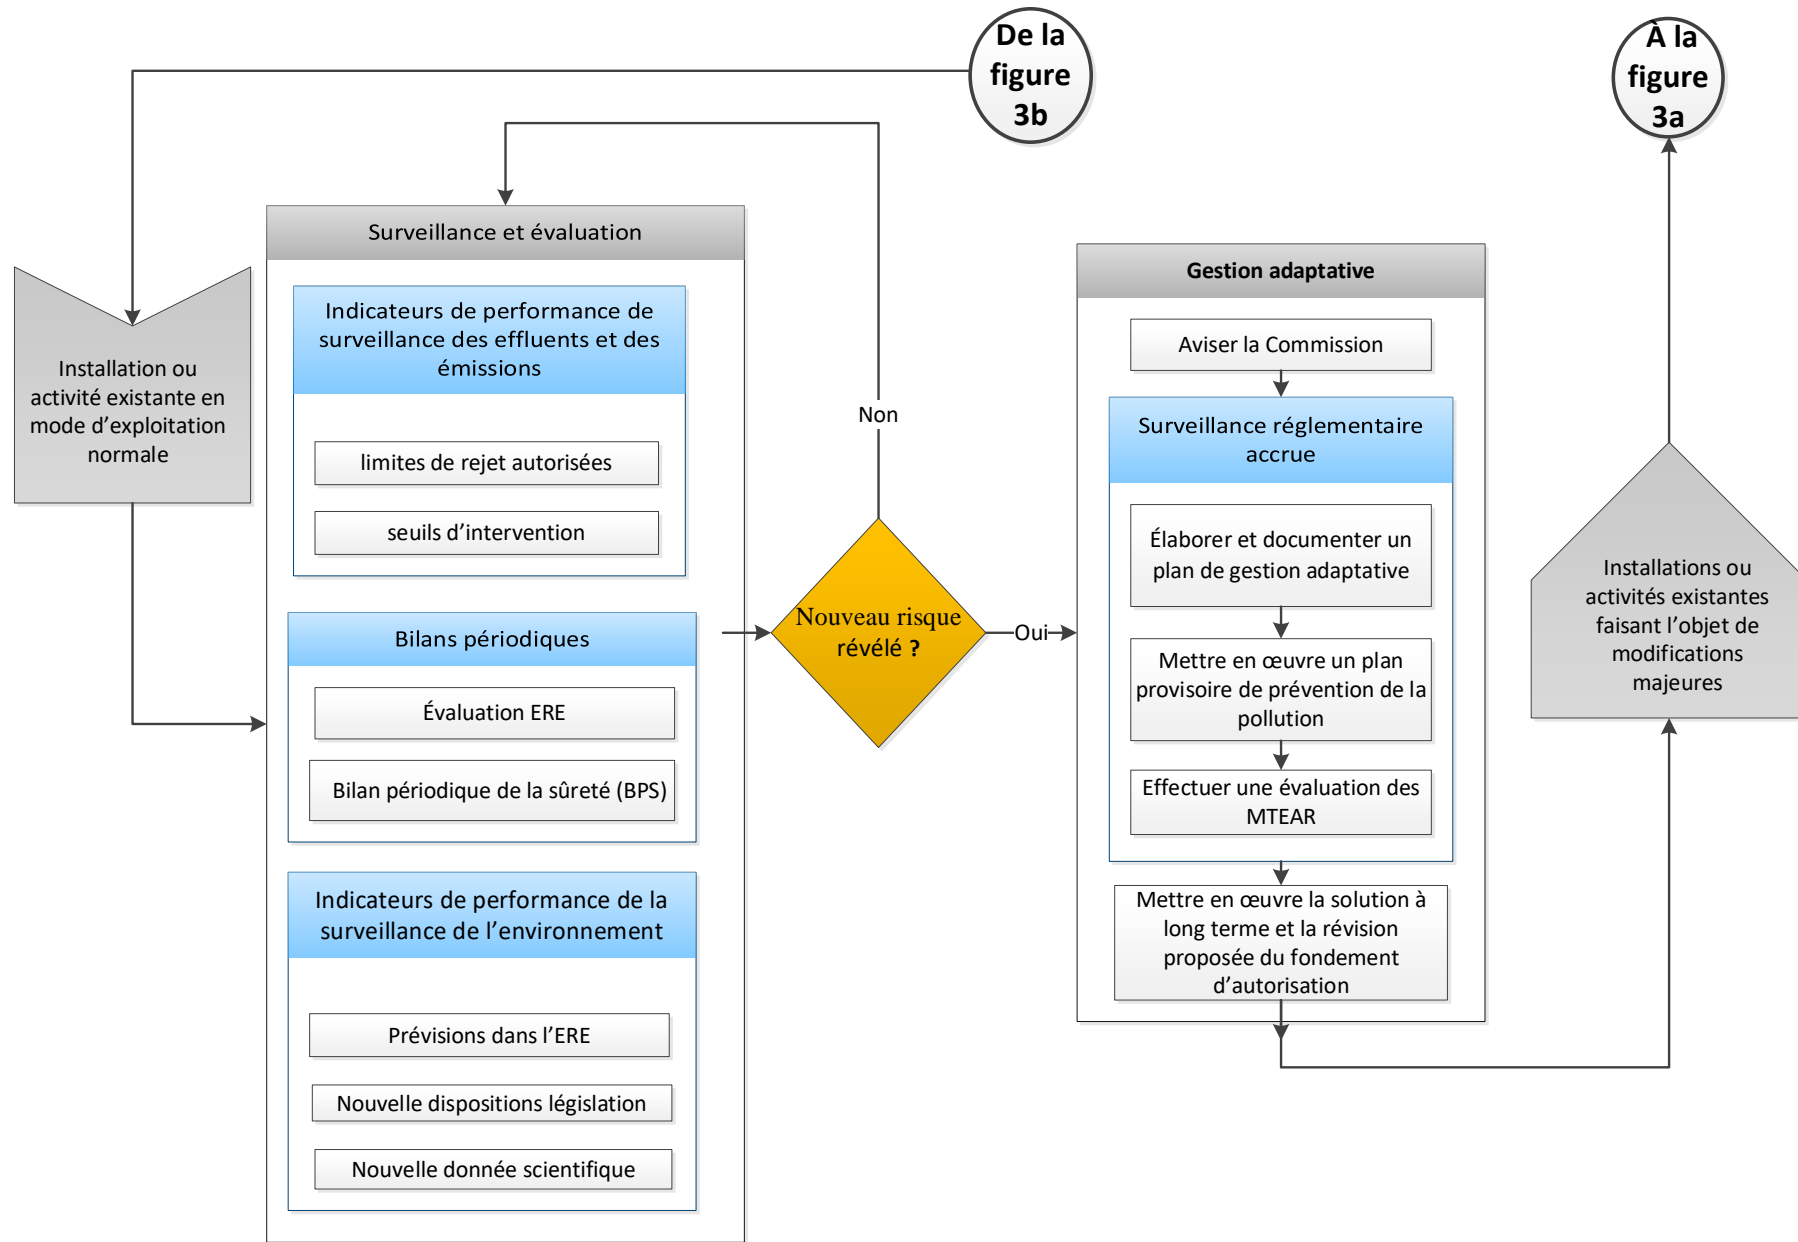 De la
figure
3b
À la
figure
3a
Installation ou
activité existante en
mode d’exploitation
normale
Surveillance et évaluation
Indicateurs de performance de
surveillance des effluents et des
émissions
limites de rejet autorisées
seuils d’intervention
Bilans périodiques
Évaluation ERE
Bilan périodique de la sûreté (BPS)
Indicateurs de performance de la
surveillance de l’environnement
Prévisions dans l’ERE
Nouvelle dispositions législation
Nouvelle donnée scientifique
Non
Nouveau risque
révélé ?
Oui
Gestion adaptative
Aviser la Commission
Surveillance réglementaire
accrue
Élaborer et documenter un
plan de gestion adaptative
Mettre en œuvre un plan
provisoire de prévention de la
pollution
Effectuer une évaluation des
MTEAR
Mettre en œuvre la solution à
long terme et la révision
proposée du fondement
d’autorisation
Installations ou
activités existantes
faisant l’objet de
modifications
majeures